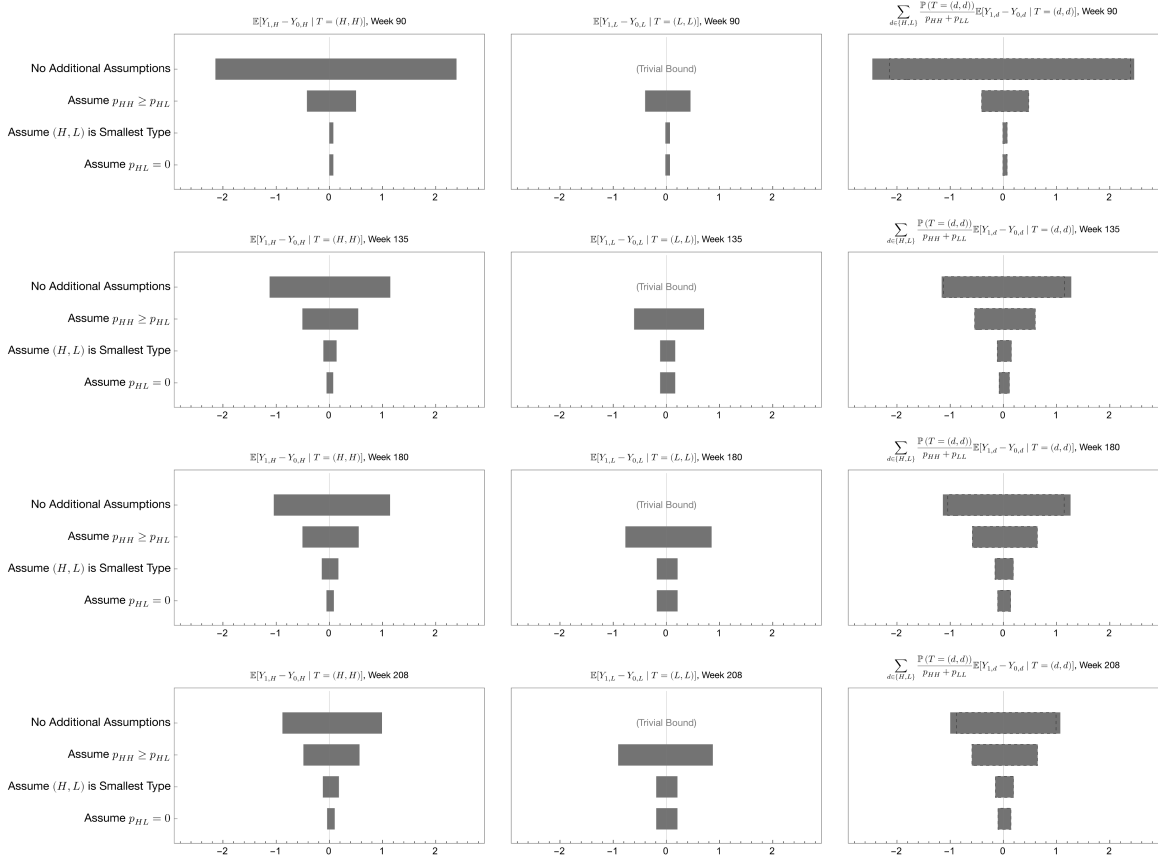 𝔼[Y_{1,H} − Y_{0,H} | T = (H, H)], Week 90
𝔼[Y_{1,L} − Y_{0,L} | T = (L, L)], Week 90
∑_{d∈{H,L}} ℙ(T = (d, d)) / (p_{HH} + p_{LL}) 𝔼[Y_{1,d} − Y_{0,d} | T = (d, d)], Week 90
No Additional Assumptions
(Trivial Bound)
Assume p_{HH} ≥ p_{HL}
Assume (H, L) is Smallest Type
Assume p_{HL} = 0
−2 −1 0 1 2
−2 −1 0 1 2
−2 −1 0 1 2
𝔼[Y_{1,H} − Y_{0,H} | T = (H, H)], Week 135
𝔼[Y_{1,L} − Y_{0,L} | T = (L, L)], Week 135
∑_{d∈{H,L}} ℙ(T = (d, d)) / (p_{HH} + p_{LL}) 𝔼[Y_{1,d} − Y_{0,d} | T = (d, d)], Week 135
No Additional Assumptions
(Trivial Bound)
Assume p_{HH} ≥ p_{HL}
Assume (H, L) is Smallest Type
Assume p_{HL} = 0
−2 −1 0 1 2
−2 −1 0 1 2
−2 −1 0 1 2
𝔼[Y_{1,H} − Y_{0,H} | T = (H, H)], Week 180
𝔼[Y_{1,L} − Y_{0,L} | T = (L, L)], Week 180
∑_{d∈{H,L}} ℙ(T = (d, d)) / (p_{HH} + p_{LL}) 𝔼[Y_{1,d} − Y_{0,d} | T = (d, d)], Week 180
No Additional Assumptions
(Trivial Bound)
Assume p_{HH} ≥ p_{HL}
Assume (H, L) is Smallest Type
Assume p_{HL} = 0
−2 −1 0 1 2
−2 −1 0 1 2
−2 −1 0 1 2
𝔼[Y_{1,H} − Y_{0,H} | T = (H, H)], Week 208
𝔼[Y_{1,L} − Y_{0,L} | T = (L, L)], Week 208
∑_{d∈{H,L}} ℙ(T = (d, d)) / (p_{HH} + p_{LL}) 𝔼[Y_{1,d} − Y_{0,d} | T = (d, d)], Week 208
No Additional Assumptions
(Trivial Bound)
Assume p_{HH} ≥ p_{HL}
Assume (H, L) is Smallest Type
Assume p_{HL} = 0
−2 −1 0 1 2
−2 −1 0 1 2
−2 −1 0 1 2